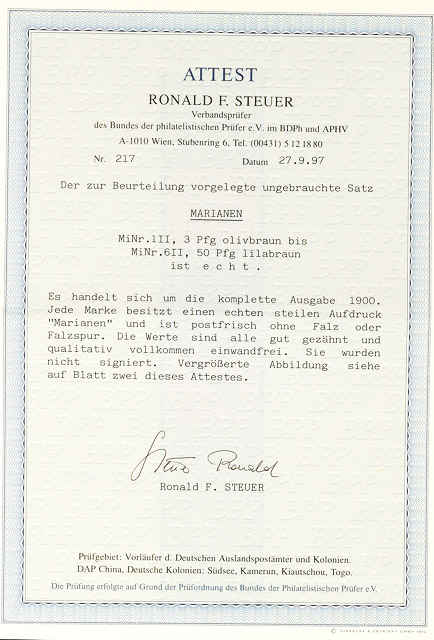 ATTEST
RONALD F. STEUER
Verbandsprüfer
des Bundes der philatelistischen Prüfer e.V. im BDPh und APHV
A-1010 Wien, Stubenring 6, Tel. (00431) 5 12 18 80
Nr. 217 Datum 27.9.97
Der zur Beurteilung vorgelegte ungebrauchte Satz
MARIANEN
MiNr.1II, 3 Pfg olivbraun bis
MiNr.6II, 50 Pfg lilabraun
ist e c h t .
Es handelt sich um die komplette Ausgabe 1900.
Jede Marke besitzt einen echten steilen Aufdruck
"Marianen" und ist postfrisch ohne Falz oder
Falzspur. Die Werte sind alle gut gezähnt und
qualitativ vollkommen einwandfrei. Sie wurden
nicht signiert. Vergrößerte Abbildung siehe
auf Blatt zwei dieses Attestes.
Steuer Ronald
Ronald F. STEUER
Prüfgebiet: Vorläufer d. Deutschen Auslandspostämter und Kolonien.
DAP China, Deutsche Kolonien: Südsee, Kamerun, Kiautschou, Togo.
Die Prüfung erfolgte auf Grund der Prüfordnung des Bundes der Philatelistischen Prüfer e.V.
© GIESECKE & DEVRIENT GMBH